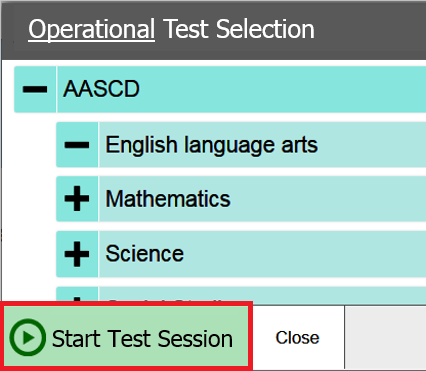 Operational Test Selection
AASCD
English language arts
Mathematics
Science
Start Test Session
Close